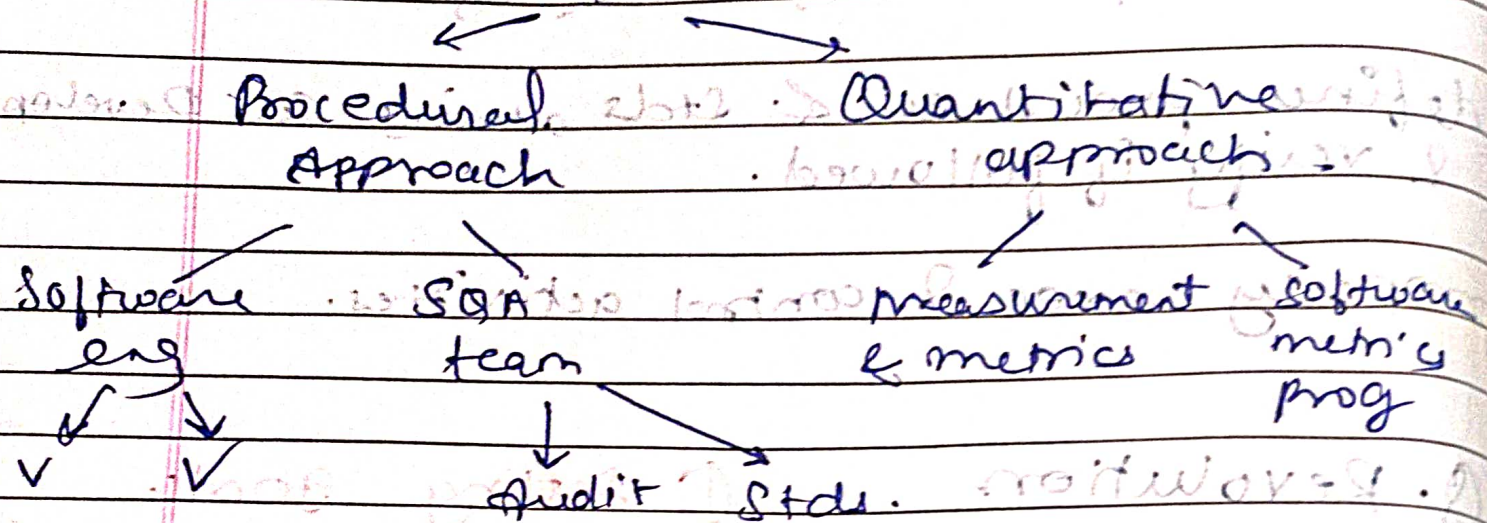 Procedural Quantitative
Approach approach.
Software SQA measurement software
eng team & metrics metrics
prog
V V
Audit Stds.